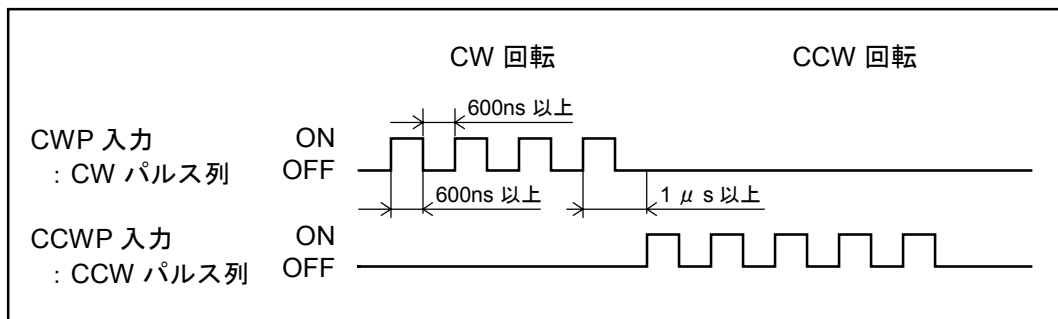 CW 回転
CCW 回転
600ns 以上
CWP 入力
ON
: CW パルス列
OFF
600ns 以上
1 μ s 以上
CCWP 入力
ON
: CCW パルス列
OFF